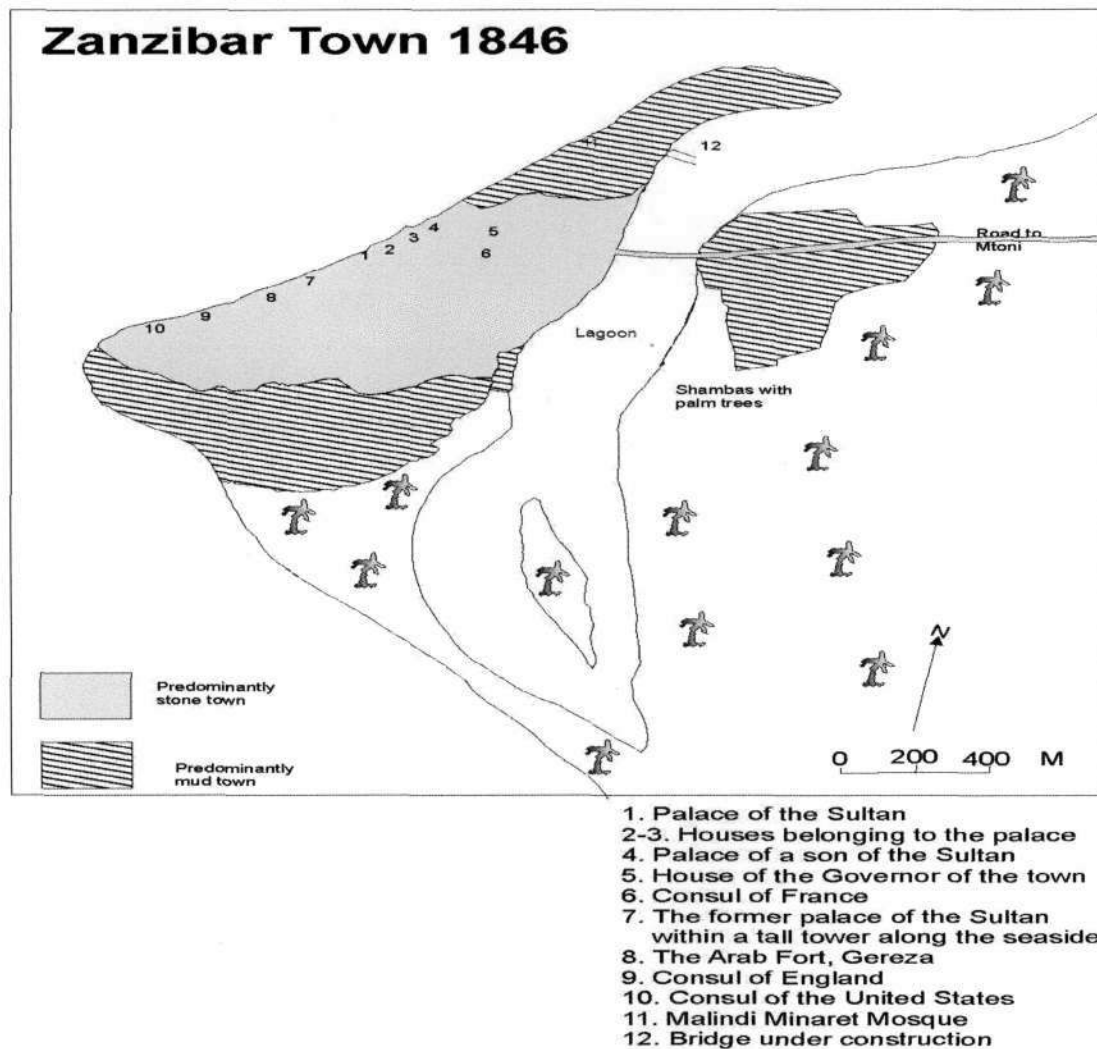 Zanzibar Town 1846
11
12
5
4
3
2
6
1
7
8
9
10
Road to
Mtoni
Lagoon
Shambas with
palm trees
N
Predominantly
stone town
Predominantly
mud town
0 200 400 M
1. Palace of the Sultan
2-3. Houses belonging to the palace
4. Palace of a son of the Sultan
5. House of the Governor of the town
6. Consul of France
7. The former palace of the Sultan
within a tall tower along the seaside
8. The Arab Fort, Gereza
9. Consul of England
10. Consul of the United States
11. Malindi Minaret Mosque
12. Bridge under construction